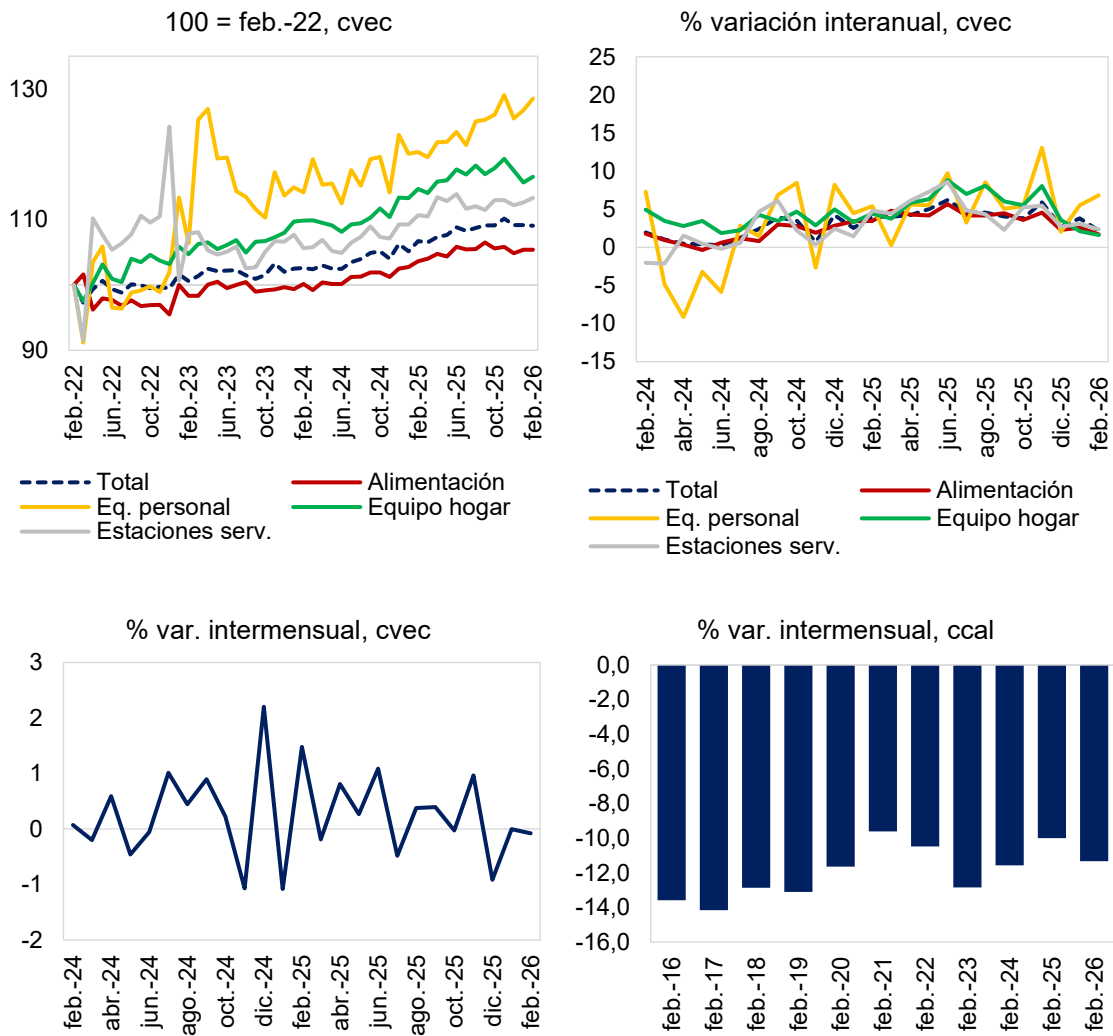 100 = feb.-22, cvec
130
110
90
feb.-22
jun.-22
oct.-22
feb.-23
jun.-23
oct.-23
feb.-24
jun.-24
oct.-24
feb.-25
jun.-25
oct.-25
feb.-26
Total
Alimentación
Eq. personal
Equipo hogar
Estaciones serv.
% variación interanual, cvec
25
20
15
10
5
0
-5
-10
-15
feb.-24
abr.-24
jun.-24
ago.-24
oct.-24
dic.-24
feb.-25
abr.-25
jun.-25
ago.-25
oct.-25
dic.-25
feb.-26
Total
Alimentación
Eq. personal
Equipo hogar
Estaciones serv.
% var. intermensual, cvec
3
2
1
0
-1
-2
feb.-24
abr.-24
jun.-24
ago.-24
oct.-24
dic.-24
feb.-25
abr.-25
jun.-25
ago.-25
oct.-25
dic.-25
feb.-26
% var. intermensual, ccal
0,0
-2,0
-4,0
-6,0
-8,0
-10,0
-12,0
-14,0
-16,0
feb.-16
feb.-17
feb.-18
feb.-19
feb.-20
feb.-21
feb.-22
feb.-23
feb.-24
feb.-25
feb.-26